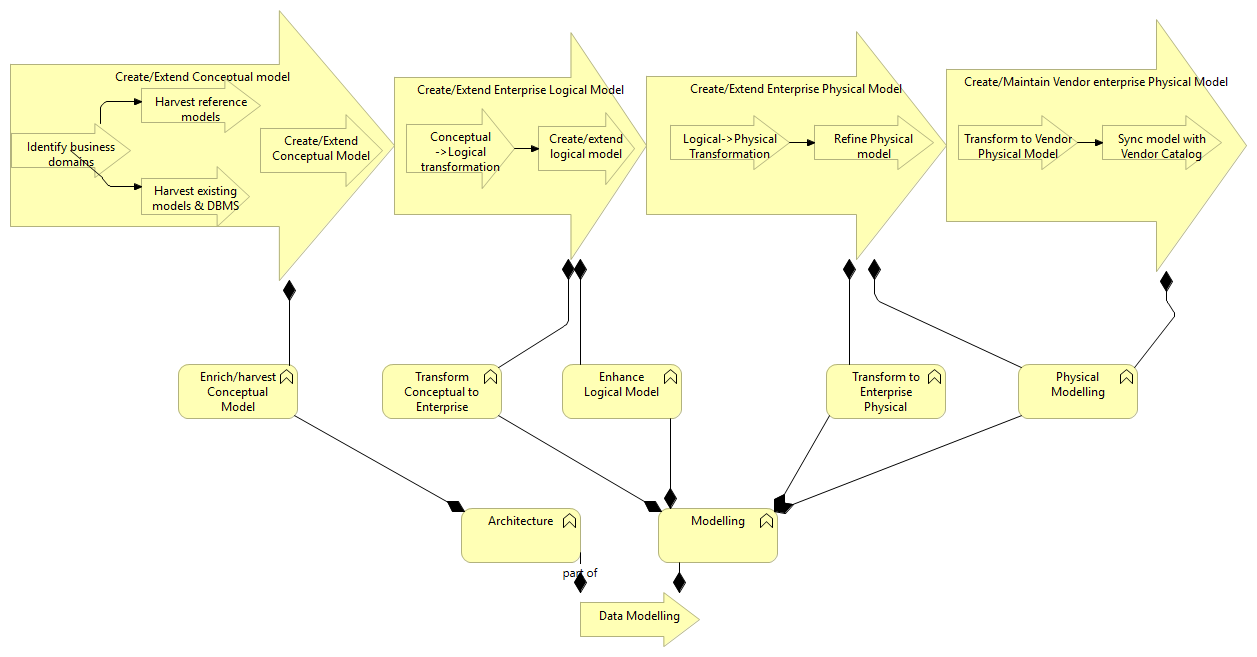 Create/Extend Conceptual model
Harvest reference
models
Identify business
domains
Create/Extend
Conceptual Model
Harvest existing
models & DBMS
Create/Extend Enterprise Logical Model
Conceptual
->Logical
transformation
Create/extend
logical model
Create/Extend Enterprise Physical Model
Logical->Physical
Transformation
Refine Physical
model
Create/Maintain Vendor enterprise Physical Model
Transform to Vendor
Physical Model
Sync model with
Vendor Catalog
Enrich/harvest
Conceptual
Model
Transform
Conceptual to
Enterprise
Enhance
Logical Model
Transform to
Enterprise
Physical
Physical
Modelling
Architecture
Modelling
part of
Data Modelling